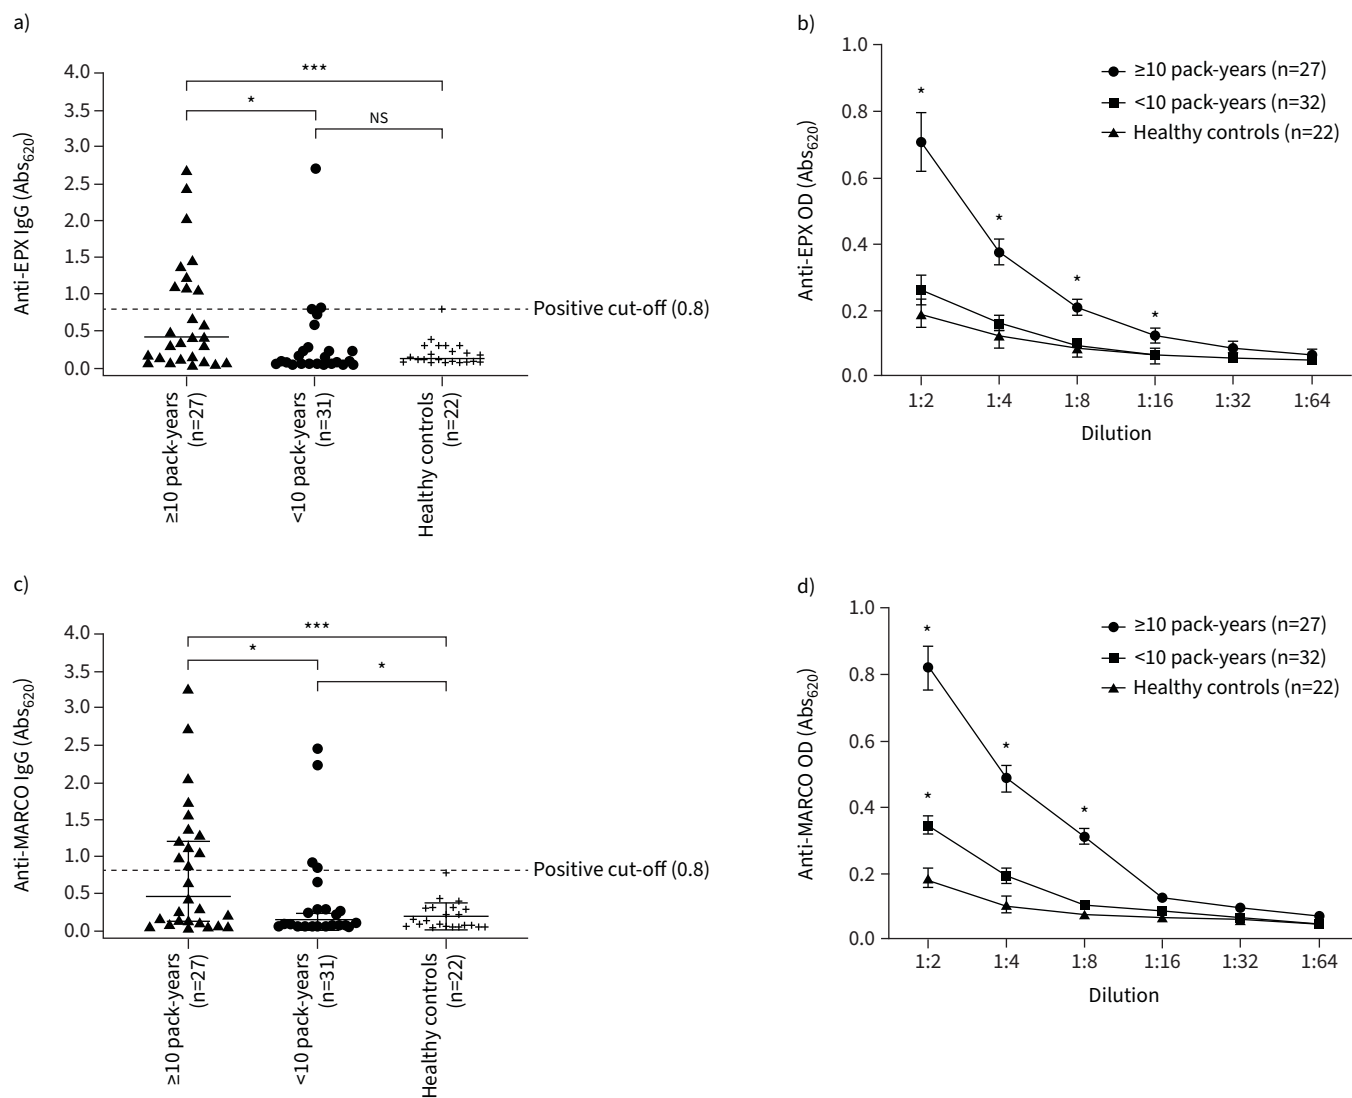 a)
Anti-EPX IgG (Abs620)
4.0
3.5
3.0
2.5
2.0
1.5
1.0
0.5
0.0
***
*
NS
Positive cut-off (0.8)
≥10 pack-years
(n=27)
<10 pack-years
(n=31)
Healthy controls
(n=22)
b)
Anti-EPX OD (Abs620)
1.0
0.8
0.6
0.4
0.2
0.0
*
*
*
*
≥10 pack-years (n=27)
<10 pack-years (n=32)
Healthy controls (n=22)
1:2 1:4 1:8 1:16 1:32 1:64
Dilution
c)
Anti-MARCO IgG (Abs620)
4.0
3.5
3.0
2.5
2.0
1.5
1.0
0.5
0.0
***
*
*
Positive cut-off (0.8)
≥10 pack-years
(n=27)
<10 pack-years
(n=31)
Healthy controls
(n=22)
d)
Anti-MARCO OD (Abs620)
1.0
0.8
0.6
0.4
0.2
0.0
*
*
*
*
≥10 pack-years (n=27)
<10 pack-years (n=32)
Healthy controls (n=22)
1:2 1:4 1:8 1:16 1:32 1:64
Dilution